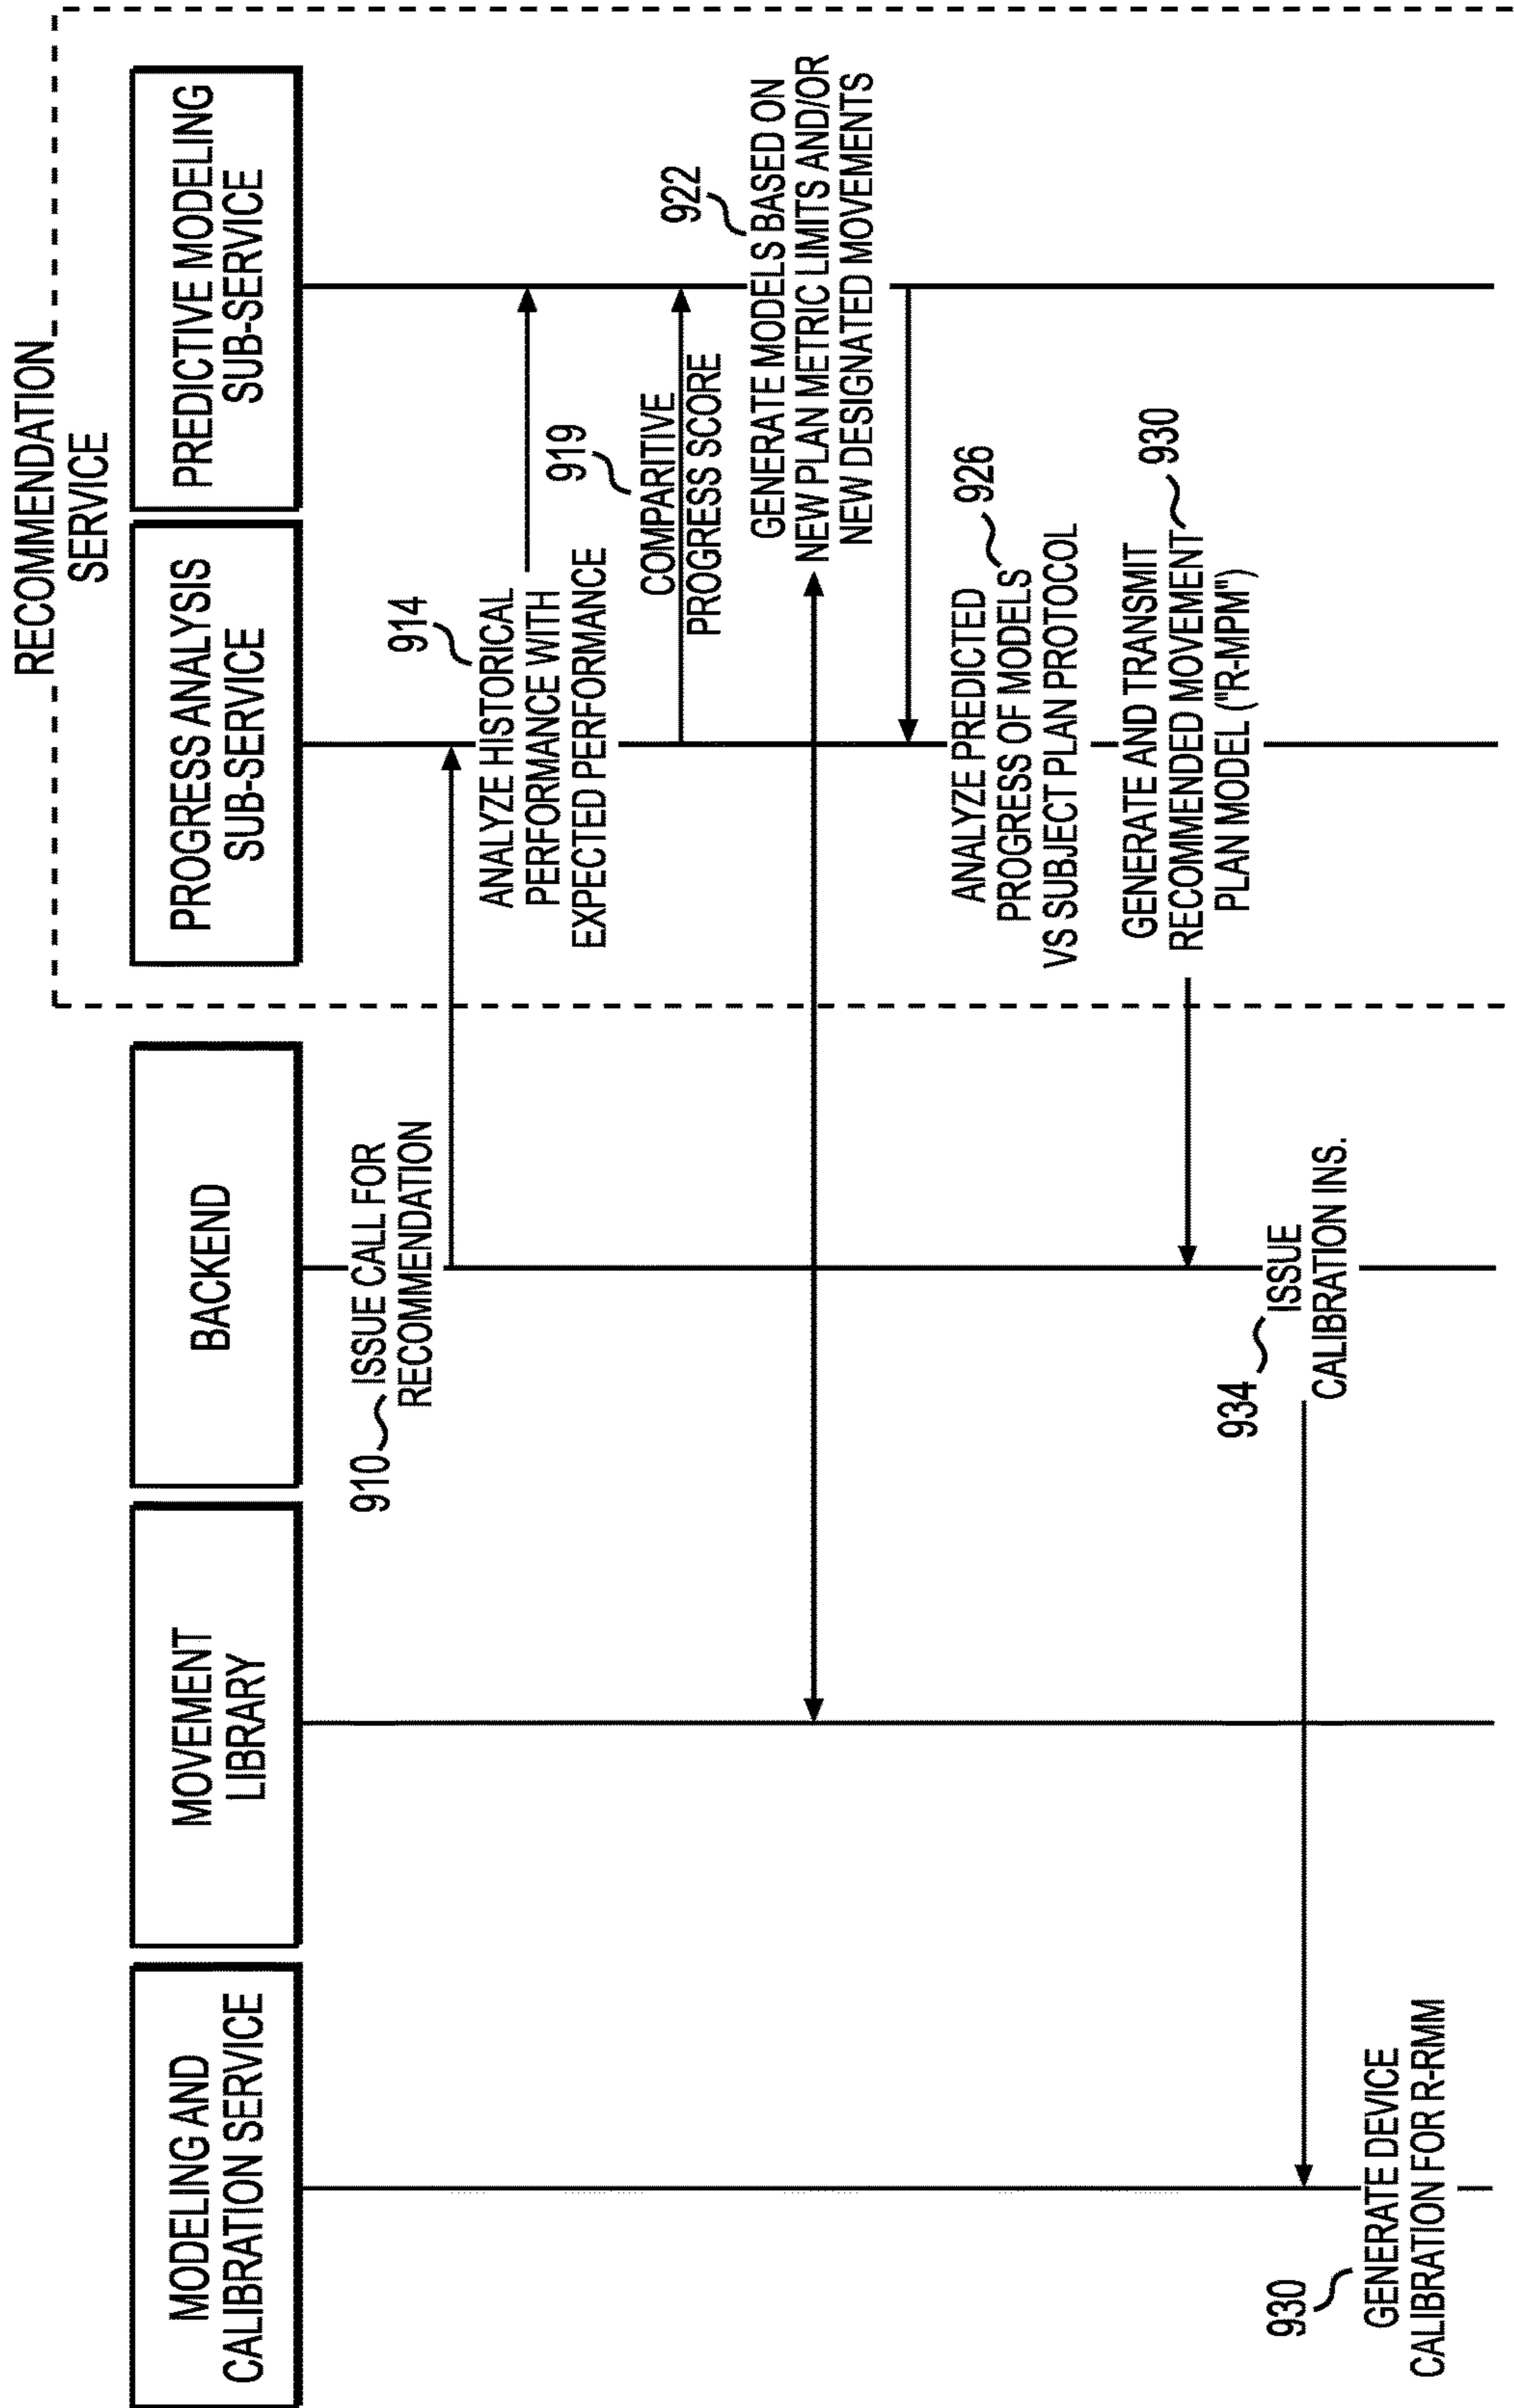 RECOMMENDATION
SERVICE
MODELING AND
CALIBRATION SERVICE
MOVEMENT
LIBRARY
BACKEND
PROGRESS ANALYSIS
SUB-SERVICE
PREDICTIVE MODELING
SUB-SERVICE
910
ISSUE CALL FOR
RECOMMENDATION
914
ANALYZE HISTORICAL
PERFORMANCE WITH
EXPECTED PERFORMANCE
919
COMPARITIVE
PROGRESS SCORE
922
GENERATE MODELS BASED ON
NEW PLAN METRIC LIMITS AND/OR
NEW DESIGNATED MOVEMENTS
926
ANALYZE PREDICTED
PROGRESS OF MODELS
VS SUBJECT PLAN PROTOCOL
930
GENERATE AND TRANSMIT
RECOMMENDED MOVEMENT
PLAN MODEL ("R-MPM")
934
ISSUE
CALIBRATION INS.
930
GENERATE DEVICE
CALIBRATION FOR R-RMM